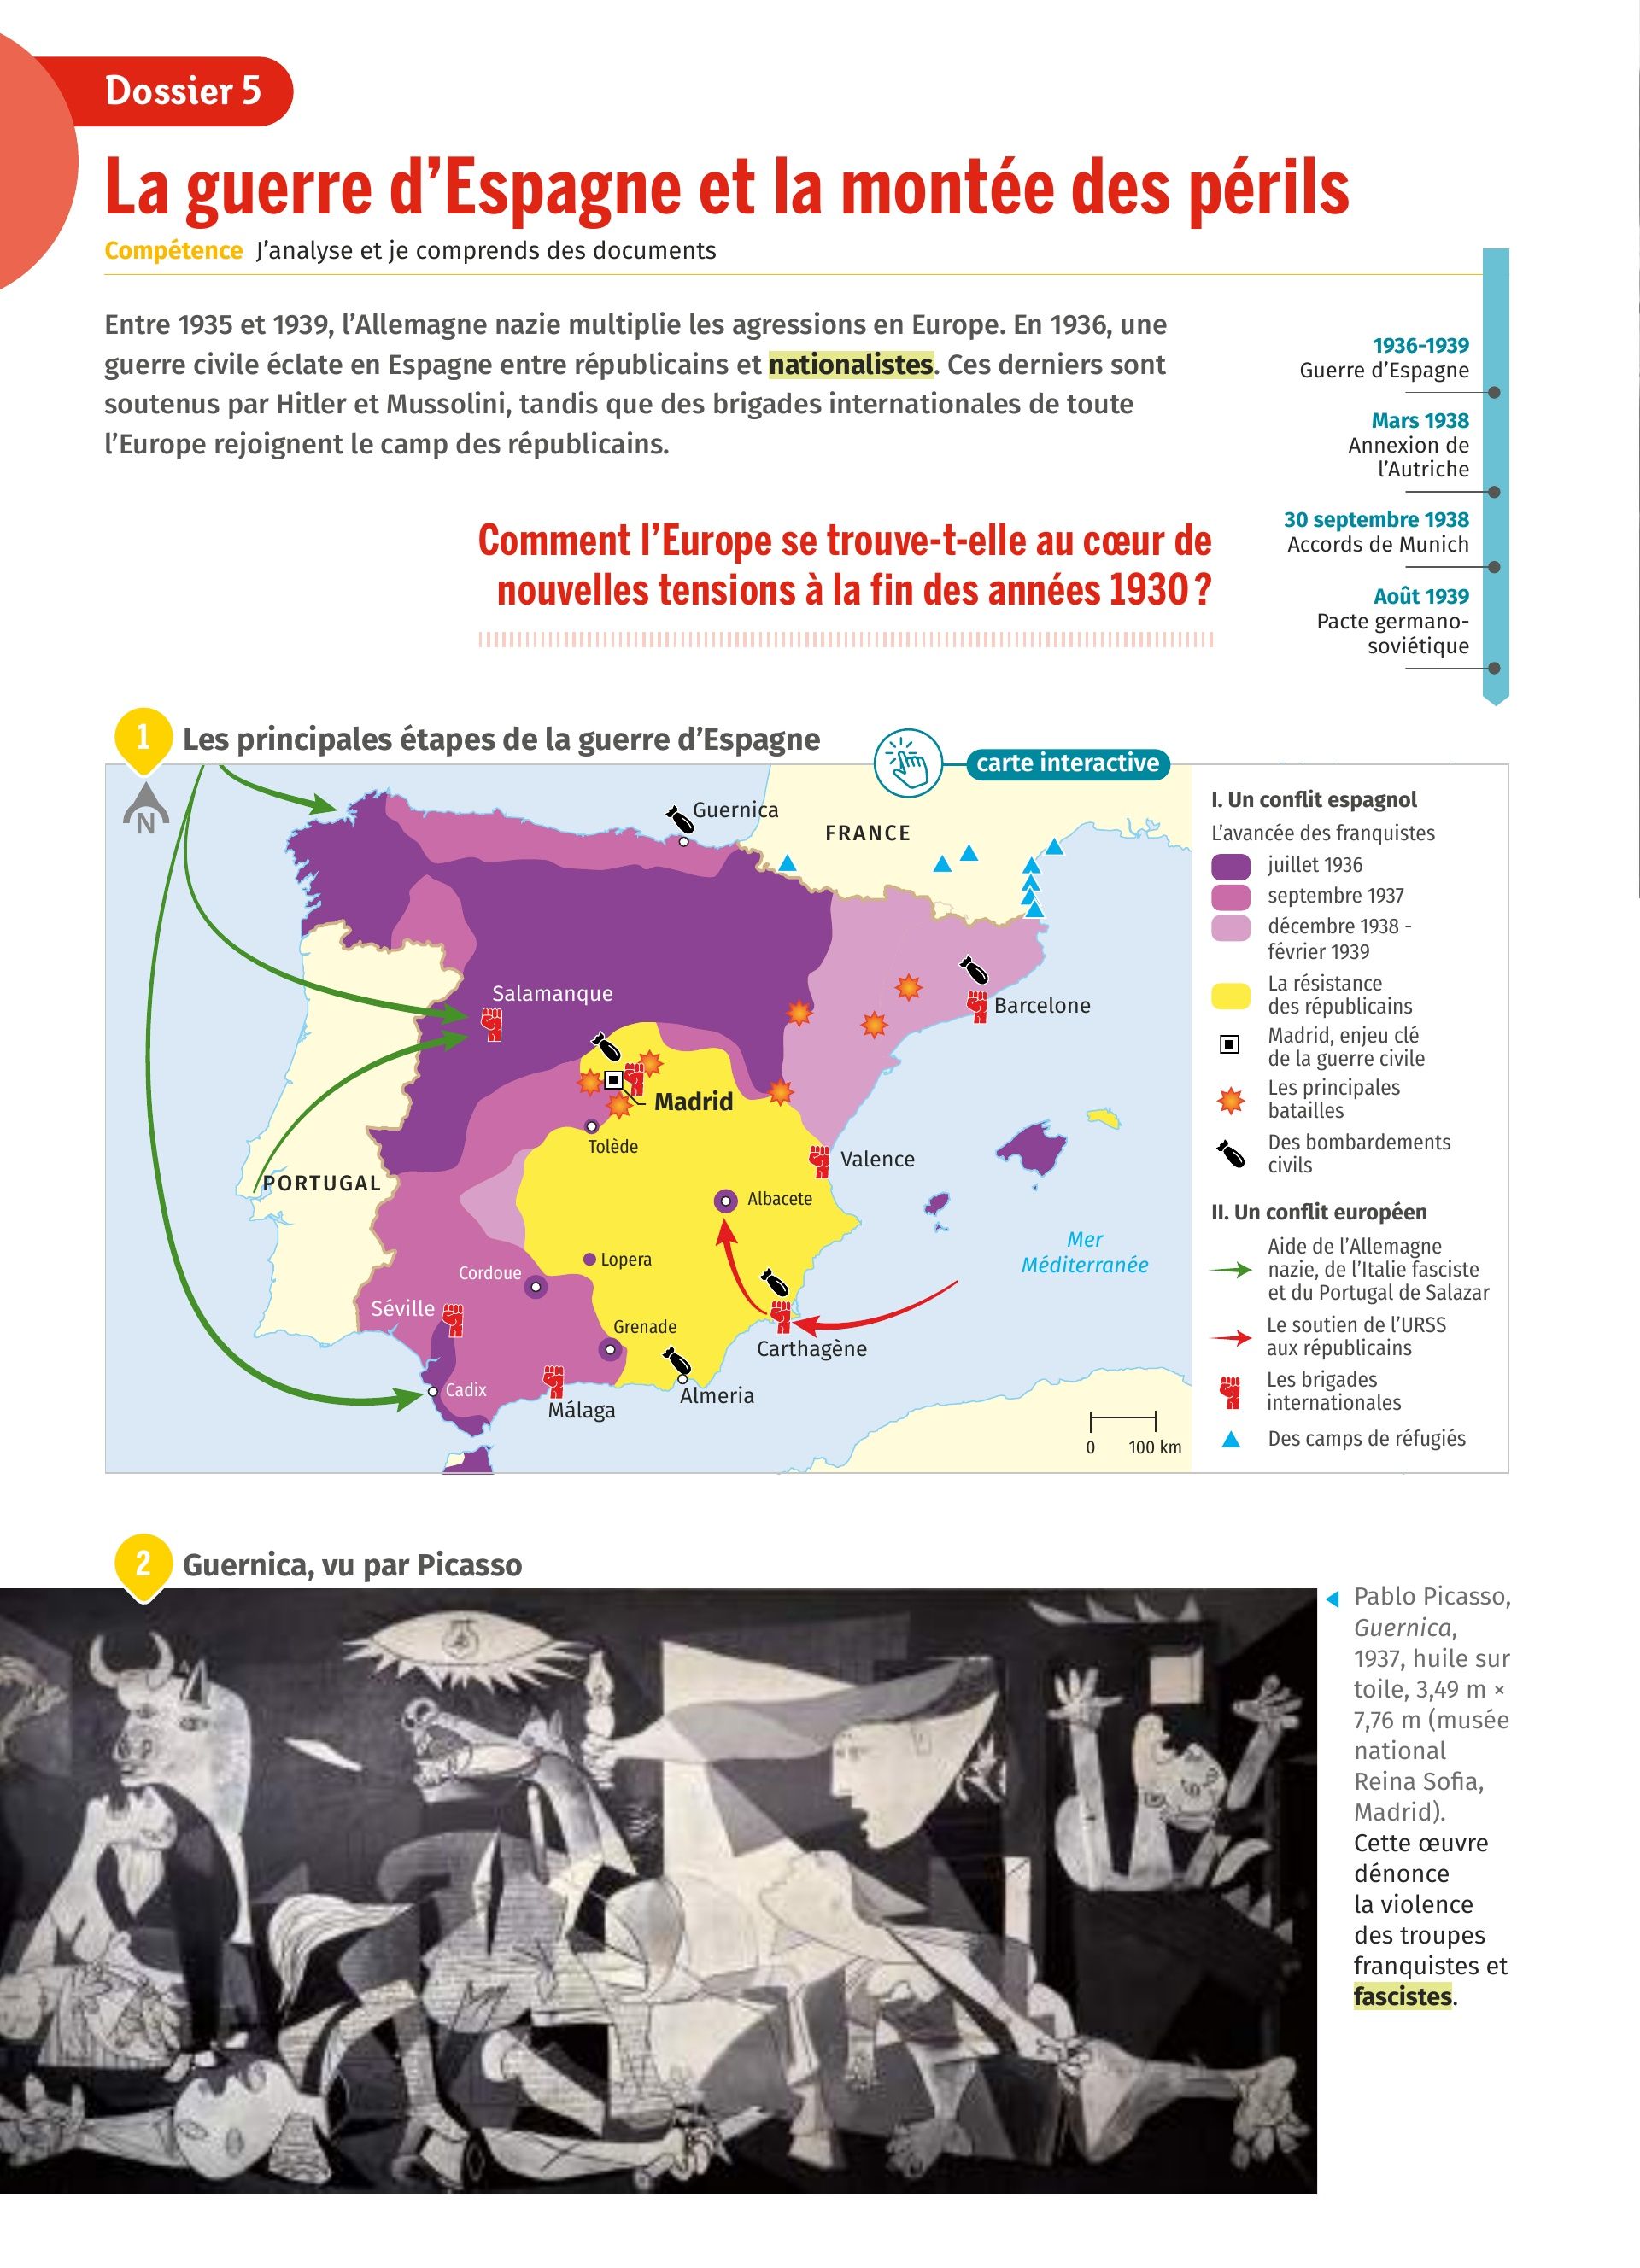 Dossier 5
La guerre d’Espagne et la montée des périls
Compétence J’analyse et je comprends des documents
Entre 1935 et 1939, l’Allemagne nazie multiplie les agressions en Europe. En 1936, une
guerre civile éclate en Espagne entre républicains et nationalistes. Ces derniers sont
soutenus par Hitler et Mussolini, tandis que des brigades internationales de toute
l’Europe rejoignent le camp des républicains.
Comment l’Europe se trouve-t-elle au cœur de
nouvelles tensions à la fin des années 1930 ?
1936-1939
Guerre d’Espagne
Mars 1938
Annexion de
l’Autriche
30 septembre 1938
Accords de Munich
Août 1939
Pacte germano-
soviétique
1 Les principales étapes de la guerre d’Espagne
carte interactive
N
Guernica
FRANCE
Salamanque
Barcelone
Madrid
Tolède
Valence
PORTUGAL
Albacete
Mer
Méditerranée
Lopera
Cordoue
Séville
Grenade
Carthagène
Cadix
Almeria
Málaga
0 100 km
I. Un conflit espagnol
L’avancée des franquistes
juillet 1936
septembre 1937
décembre 1938 -
février 1939
La résistance
des républicains
Madrid, enjeu clé
de la guerre civile
Les principales
batailles
Des bombardements
civils
II. Un conflit européen
Aide de l’Allemagne
nazie, de l’Italie fasciste
et du Portugal de Salazar
Le soutien de l’URSS
aux républicains
Les brigades
internationales
Des camps de réfugiés
2 Guernica, vu par Picasso
Pablo Picasso,
Guernica,
1937, huile sur
toile, 3,49 m ×
7,76 m (musée
national
Reina Sofia,
Madrid).
Cette œuvre
dénonce
la violence
des troupes
franquistes et
fascistes.